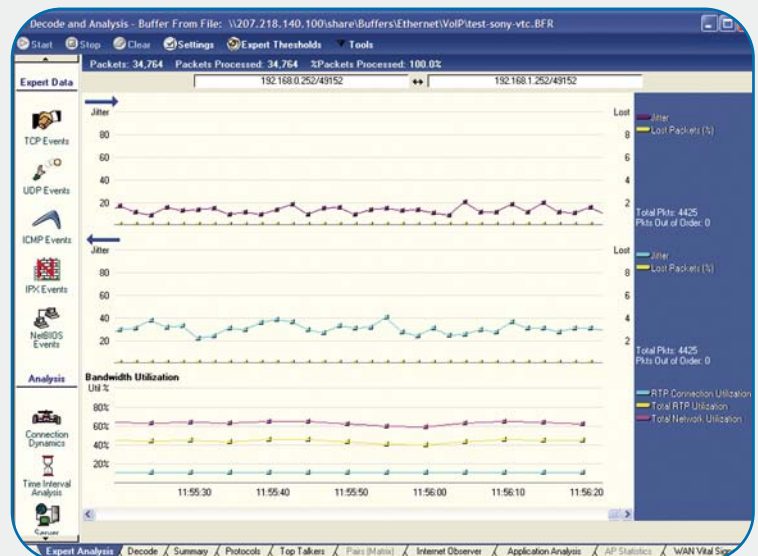 Decode and Analysis - Buffer From File: \\207.218.140.100\share\Buffers\Ethernet\VoIP\test-sony-vtc.BFR
Start Stop Clear Settings Expert Thresholds Tools
Packets: 34,764 Packets Processed: 34,764 %Packets Processed: 100.0%
Expert Data
192.168.0.252/49152 ↔ 192.168.1.252/49152
TCP Events
UDP Events
ICMP Events
IPX Events
NetBIOS
Events
Analysis
Connection
Dynamics
Time Interval
Analysis
Server
Jitter Lost
80 8
60 6
40 4
20 2
Jitter
Lost Packets (%)
Total Pkts: 4425
Pkts Out of Order: 0
Jitter Lost
80 8
60 6
40 4
20 2
Jitter
Lost Packets (%)
Total Pkts: 4425
Pkts Out of Order: 0
Bandwidth Utilization
Util %
80%
60%
40%
20%
RTP Connection Utilization
Total RTP Utilization
Total Network Utilization
11:55:30 11:55:40 11:55:50 11:56:00 11:56:10 11:56:20
Expert Analysis Decode Summary Protocols Top Talkers Pairs (Matrix) Internet Observer Application Analysis AP Statistics WAN Vital Sign